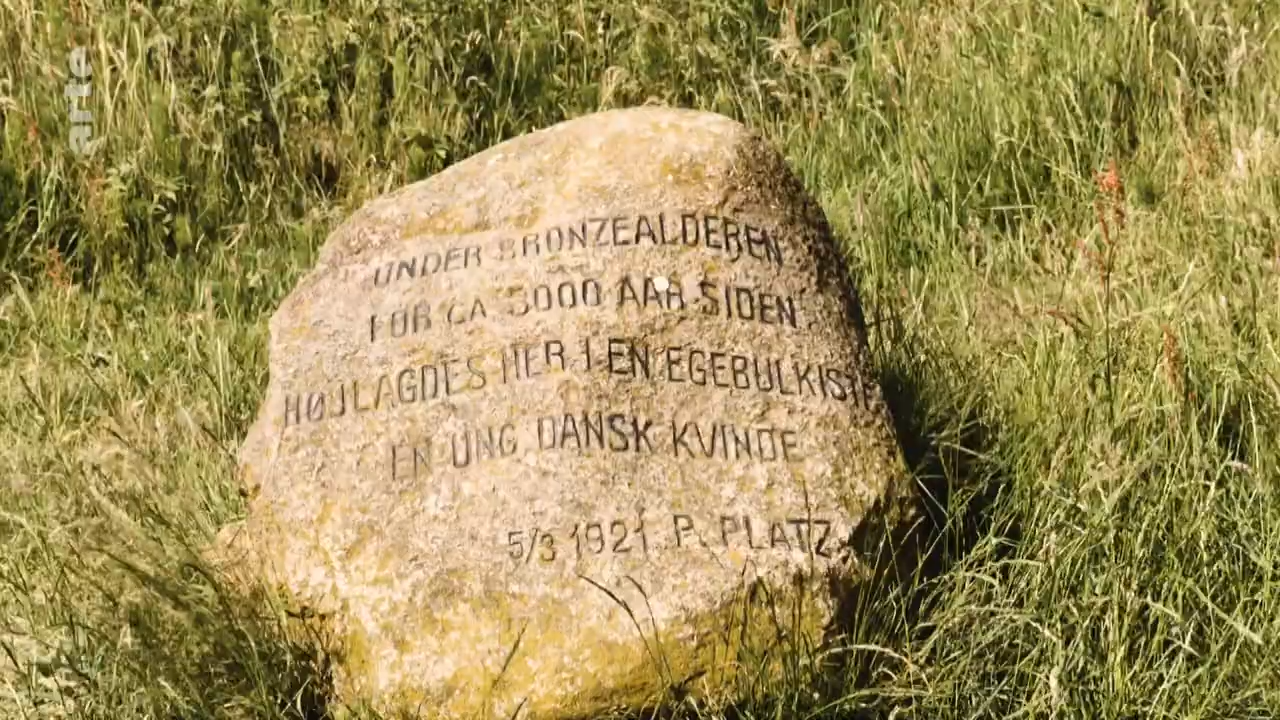 arte
UNDER BRONZEALDEREN
FOR CA 3000 AAR SIDEN
HØJLAGDES HER I EN EGEBULKISTE
EN UNG DANSK KVINDE
5/3 1921 P. PLATZ